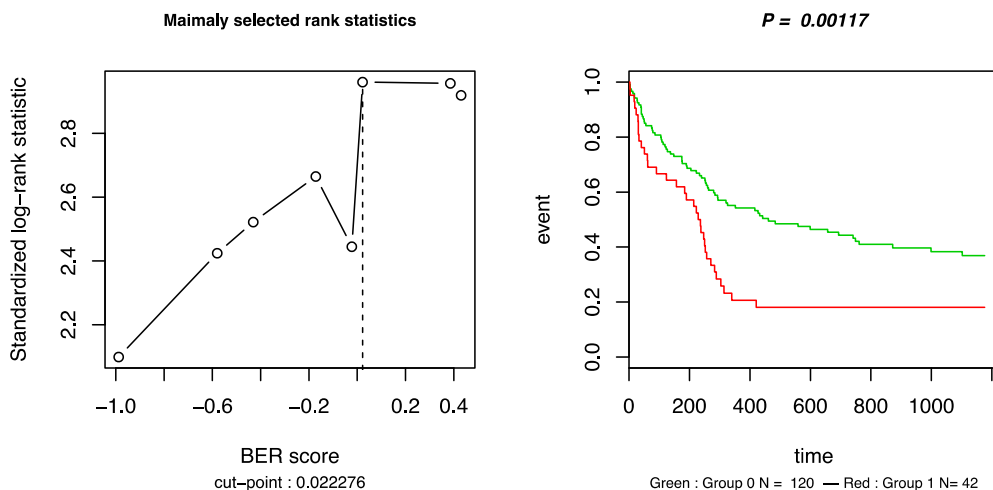 Maimaly selected rank statistics
Standardized log−rank statistic
2.8
2.6
2.4
2.2
−1.0 −0.6 −0.2 0.2 0.4
BER score
cut−point : 0.022276
P = 0.00117
event
1.0
0.8
0.6
0.4
0.2
0.0
0 200 400 600 800 1000
time
Green : Group 0 N = 120 — Red : Group 1 N= 42